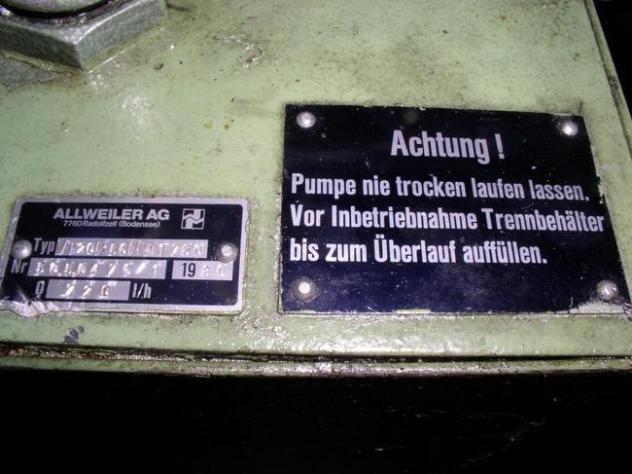 ALLWEILER AG
7760 Radolfzell (Bodensee)
Typ
Nr 19
Q 220 l/h
Achtung !
Pumpe nie trocken laufen lassen.
Vor Inbetriebnahme Trennbehälter
bis zum Überlauf auffüllen.